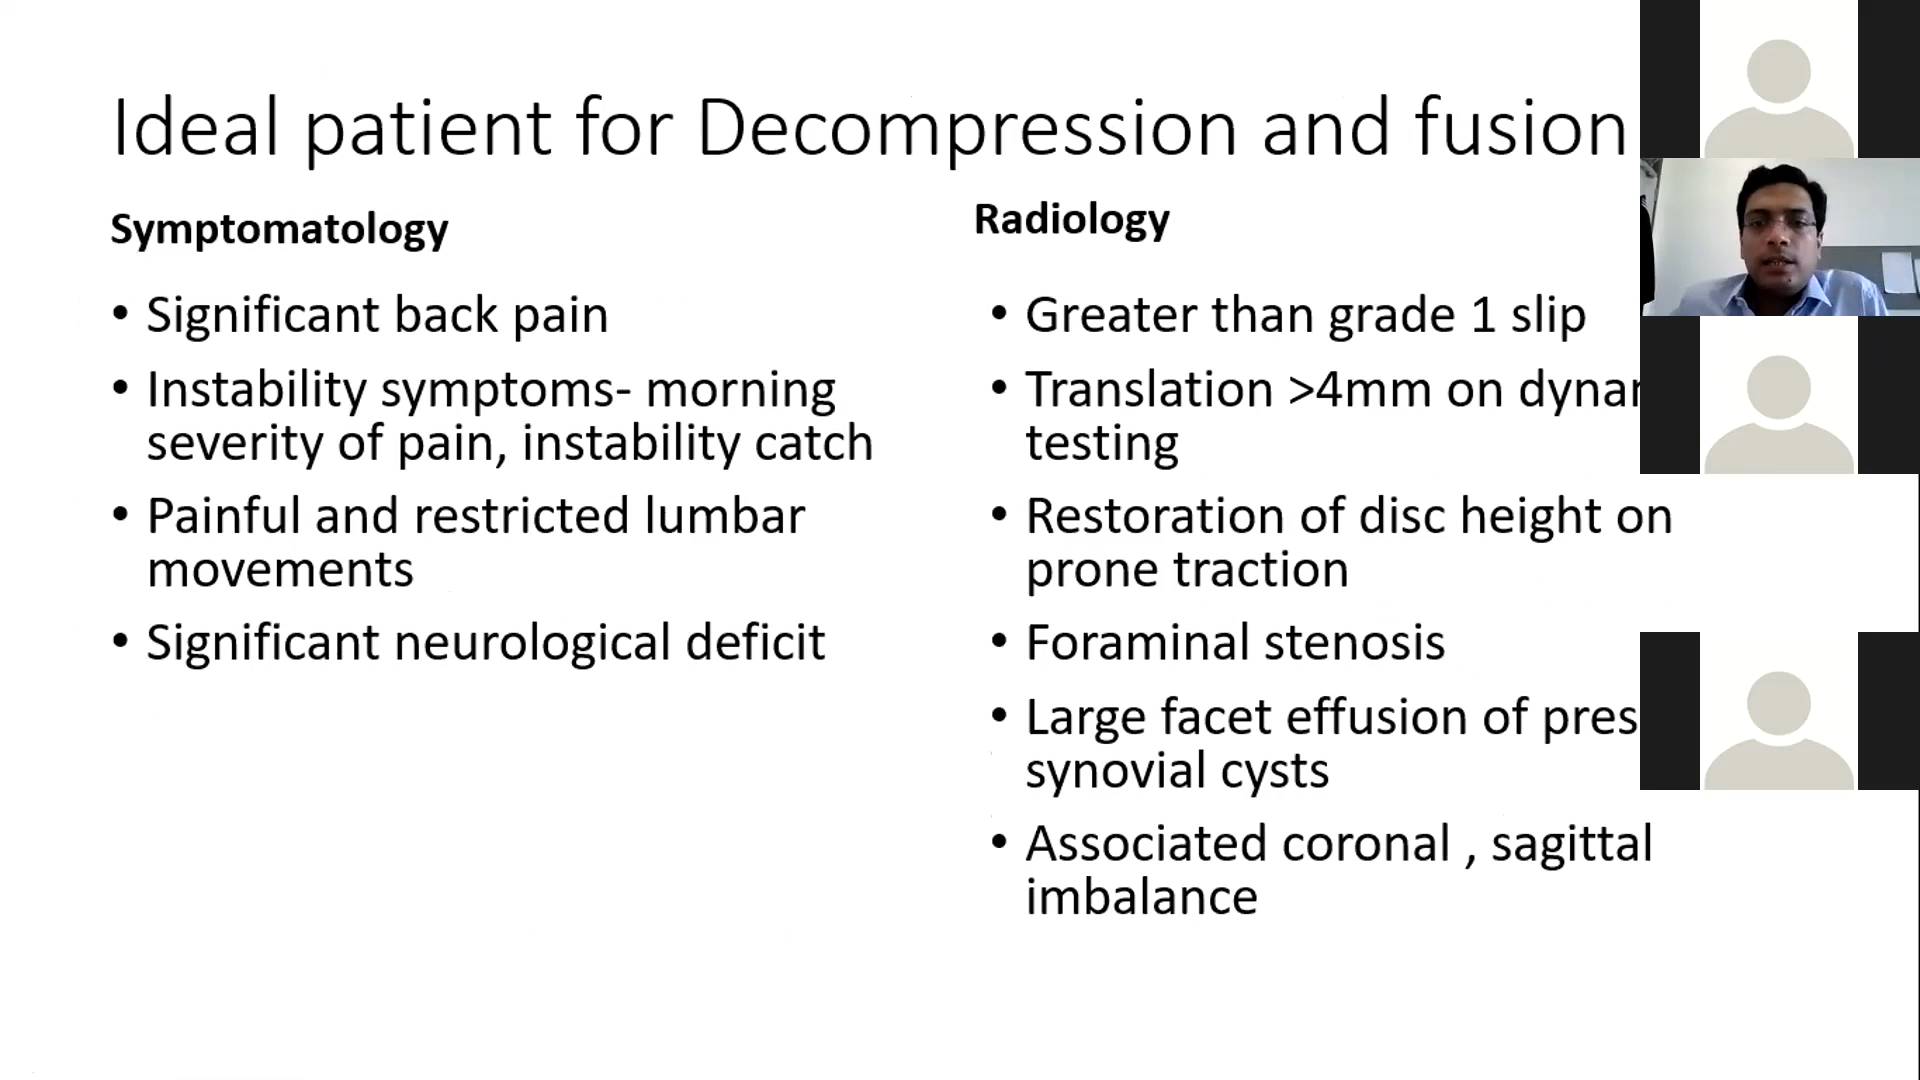 Ideal patient for Decompression and fusion
Symptomatology
• Significant back pain
• Instability symptoms- morning
severity of pain, instability catch
• Painful and restricted lumbar
movements
• Significant neurological deficit
Radiology
• Greater than grade 1 slip
• Translation >4mm on
testing
• Restoration of disc height on
prone traction
• Foraminal stenosis
• Large facet effusion of
synovial cysts
• Associated coronal , sagittal
imbalance